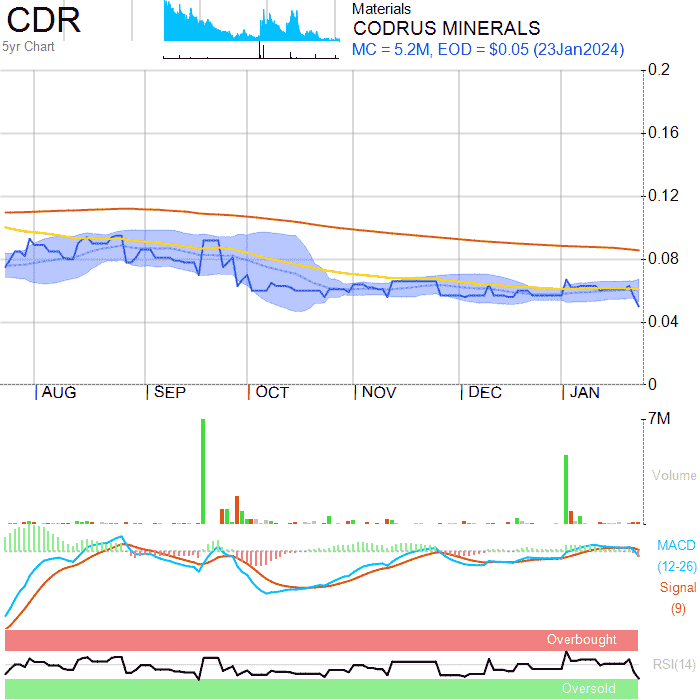 CDR
5yr Chart
Materials
CODRUS MINERALS
MC = 5.2M, EOD = $0.05 (23Jan2024)
0.2
0.16
0.12
0.08
0.04
0
AUG SEP OCT NOV DEC JAN
7M
Volume
MACD
(12-26)
Signal
(9)
Overbought
RSI(14)
Oversold